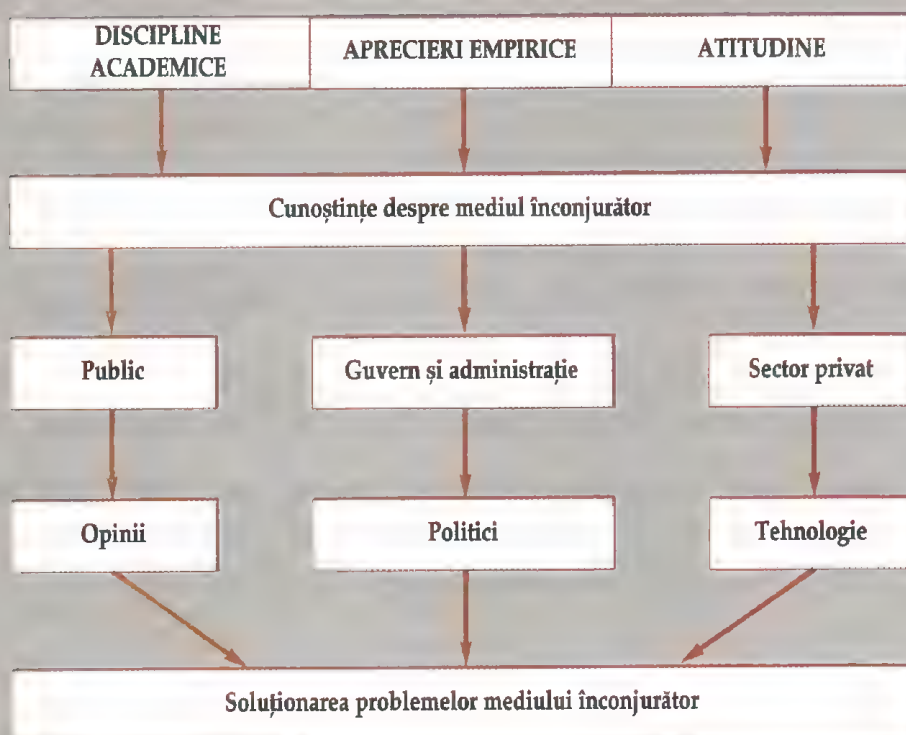 DISCIPLINE
ACADEMICE
APRECIERI EMPIRICE
ATITUDINE
Cunoștințe despre mediul înconjurător
Public
Guvern și administrație
Sector privat
Opinii
Politici
Tehnologie
Soluționarea problemelor mediului înconjurător